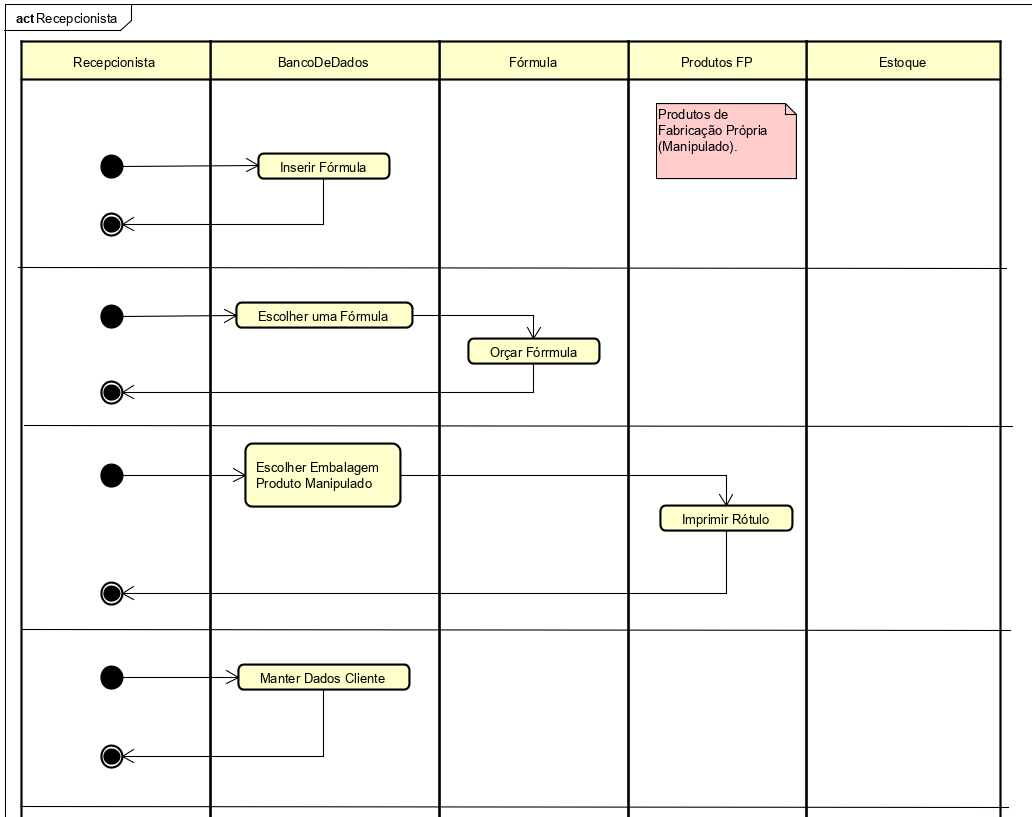 act Recepcionista
Recepcionista
BancoDeDados
Fórmula
Produtos FP
Estoque
Produtos de
Fabricação Própria
(Manipulado).
Inserir Fórmula
Escolher uma Fórmula
Orçar Fórrmula
Escolher Embalagem
Produto Manipulado
Imprimir Rótulo
Manter Dados Cliente